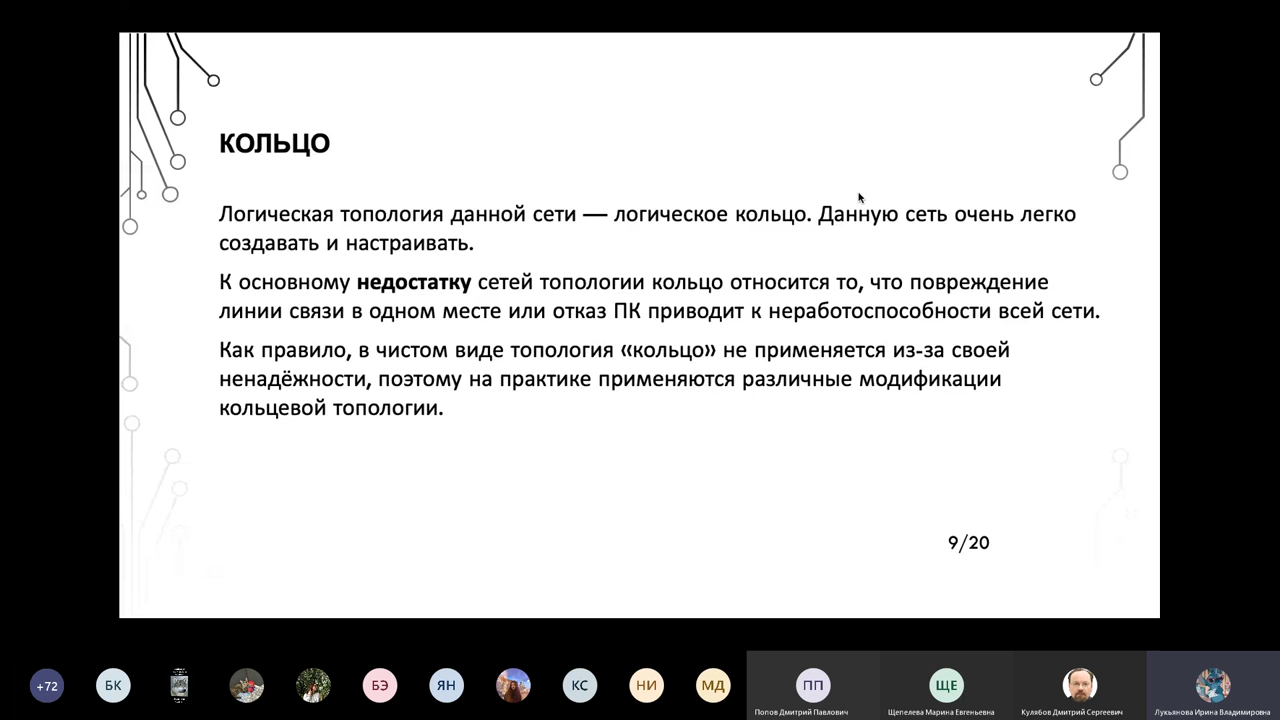 КОЛЬЦО
Логическая топология данной сети — логическое кольцо. Данную сеть очень легко
создавать и настраивать.
К основному недостатку сетей топологии кольцо относится то, что повреждение
линии связи в одном месте или отказ ПК приводит к неработоспособности всей сети.
Как правило, в чистом виде топология «кольцо» не применяется из-за своей
ненадёжности, поэтому на практике применяются различные модификации
кольцевой топологии.
9/20
+72
БК
БЭ
ЯН
КС
НИ
МД
ПП
ЩЕ
Попов Дмитрий Павлович
Щепелева Марина Евгеньевна
Кулябов Дмитрий Сергеевич
Лукьянова Ирина Владимировна